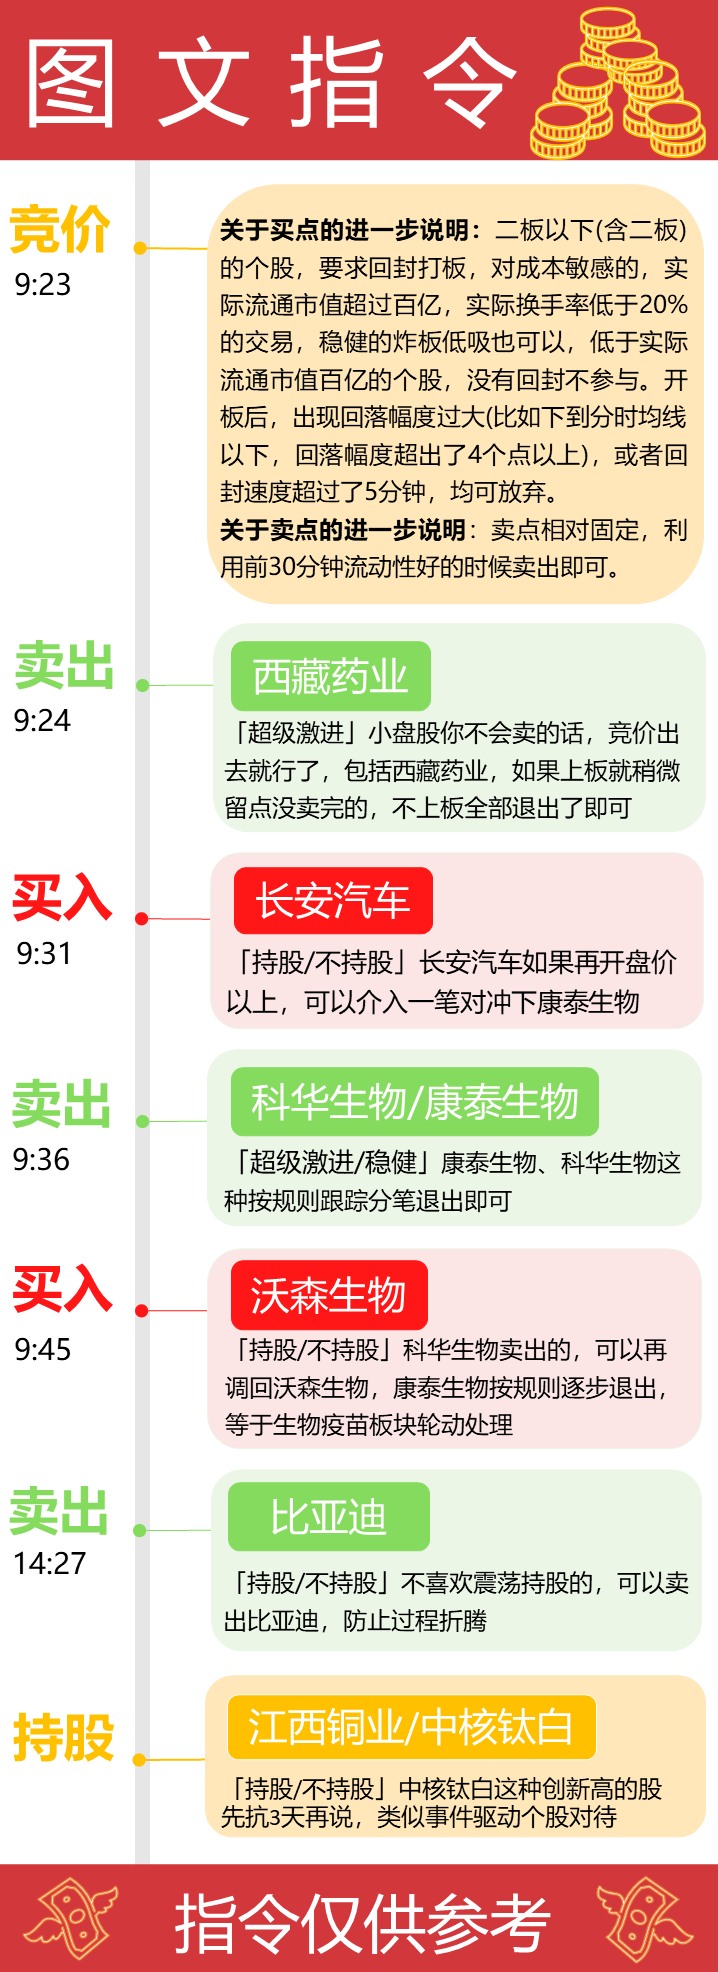 图文指令
竞价
9:23
关于买点的进一步说明：二板以下(含二板)
的个股，要求回封打板，对成本敏感的，实
际流通市值超过百亿，实际换手率低于20%
的交易，稳健的炸板低吸也可以，低于实际
流通市值百亿的个股，没有回封不参与。开
板后，出现回落幅度过大(比如下到分时均线
以下，回落幅度超出了4个点以上)，或者回
封速度超过了5分钟，均可放弃。
关于卖点的进一步说明：卖点相对固定，利
用前30分钟流动性好的时候卖出即可。
卖出
9:24
西藏药业
「超级激进」小盘股你不会卖的话，竞价出
去就行了，包括西藏药业，如果上板就稍微
留点没卖完的，不上板全部退出了即可
买入
9:31
长安汽车
「持股/不持股」长安汽车如果再开盘价
以上，可以介入一笔对冲下康泰生物
卖出
9:36
科华生物/康泰生物
「超级激进/稳健」康泰生物、科华生物这
种按规则跟踪分笔退出即可
买入
9:45
沃森生物
「持股/不持股」科华生物卖出的，可以再
调回沃森生物，康泰生物按规则逐步退出，
等于生物疫苗板块轮动处理
卖出
14:27
比亚迪
「持股/不持股」不喜欢震荡持股的，可以卖
出比亚迪，防止过程折腾
持股
江西铜业/中核钛白
「持股/不持股」中核钛白这种创新高的股
先抗3天再说，类似事件驱动个股对待
指令仅供参考